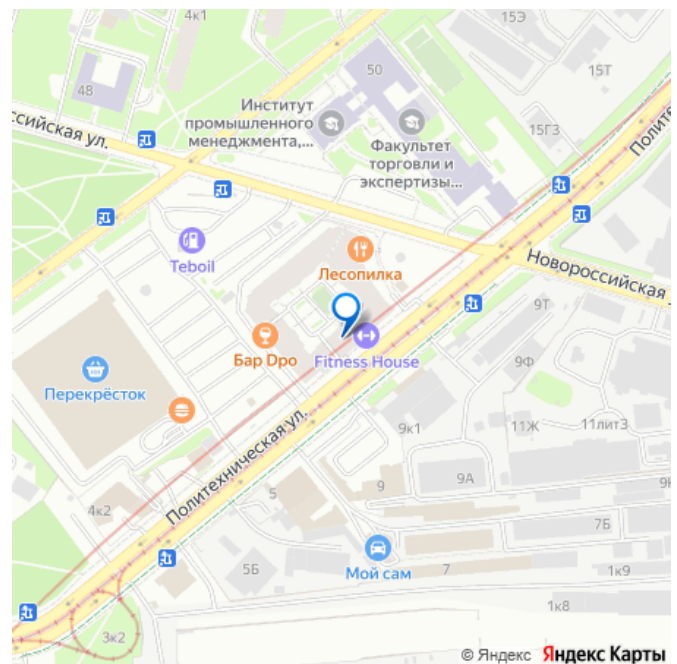 4к1
15Э
50
15Т
48
Институт
промышленного
менеджмента,...
ссийская ул.
Факультет
торговли и
экспертизы...
15Г3
Полите
Teboil
Лесопилка
Новороссийская
9Т
Бар Dpo
Fitness House
9Ф
Перекрёсток
Политехническая ул.
9к1
11Ж
11лит3
9А
9
5
4к2
7Б
5Б
Мой сам
7
1к9
1к8
3к2
© Яндекс Яндекс Карты